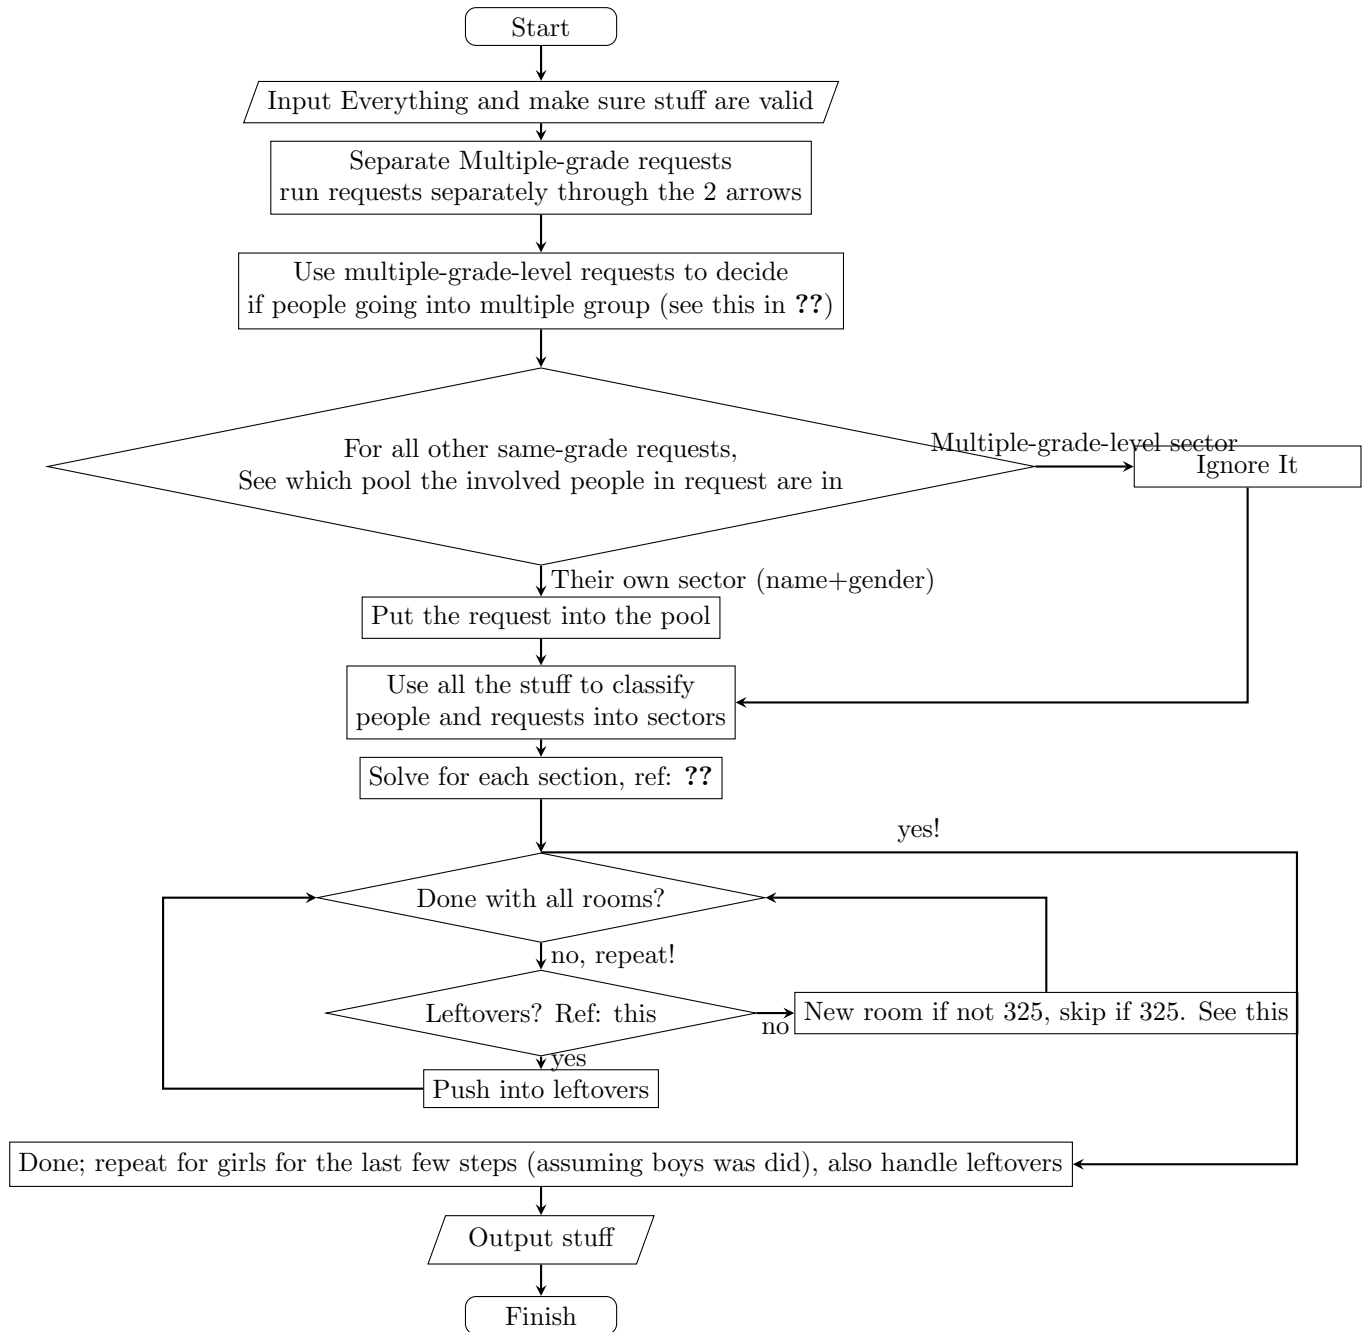 Start
Input Everything and make sure stuff are valid
Separate Multiple-grade requests
run requests separately through the 2 arrows
Use multiple-grade-level requests to decide
if people going into multiple group (see this in ??)
For all other same-grade requests,
See which pool the involved people in request are in
Multiple-grade-level sector
Ignore It
Their own sector (name+gender)
Put the request into the pool
Use all the stuff to classify
people and requests into sectors
Solve for each section, ref: ??
yes!
Done with all rooms?
no, repeat!
Leftovers? Ref: this
no
New room if not 325, skip if 325. See this
yes
Push into leftovers
Done; repeat for girls for the last few steps (assuming boys was did), also handle leftovers
Output stuff
Finish